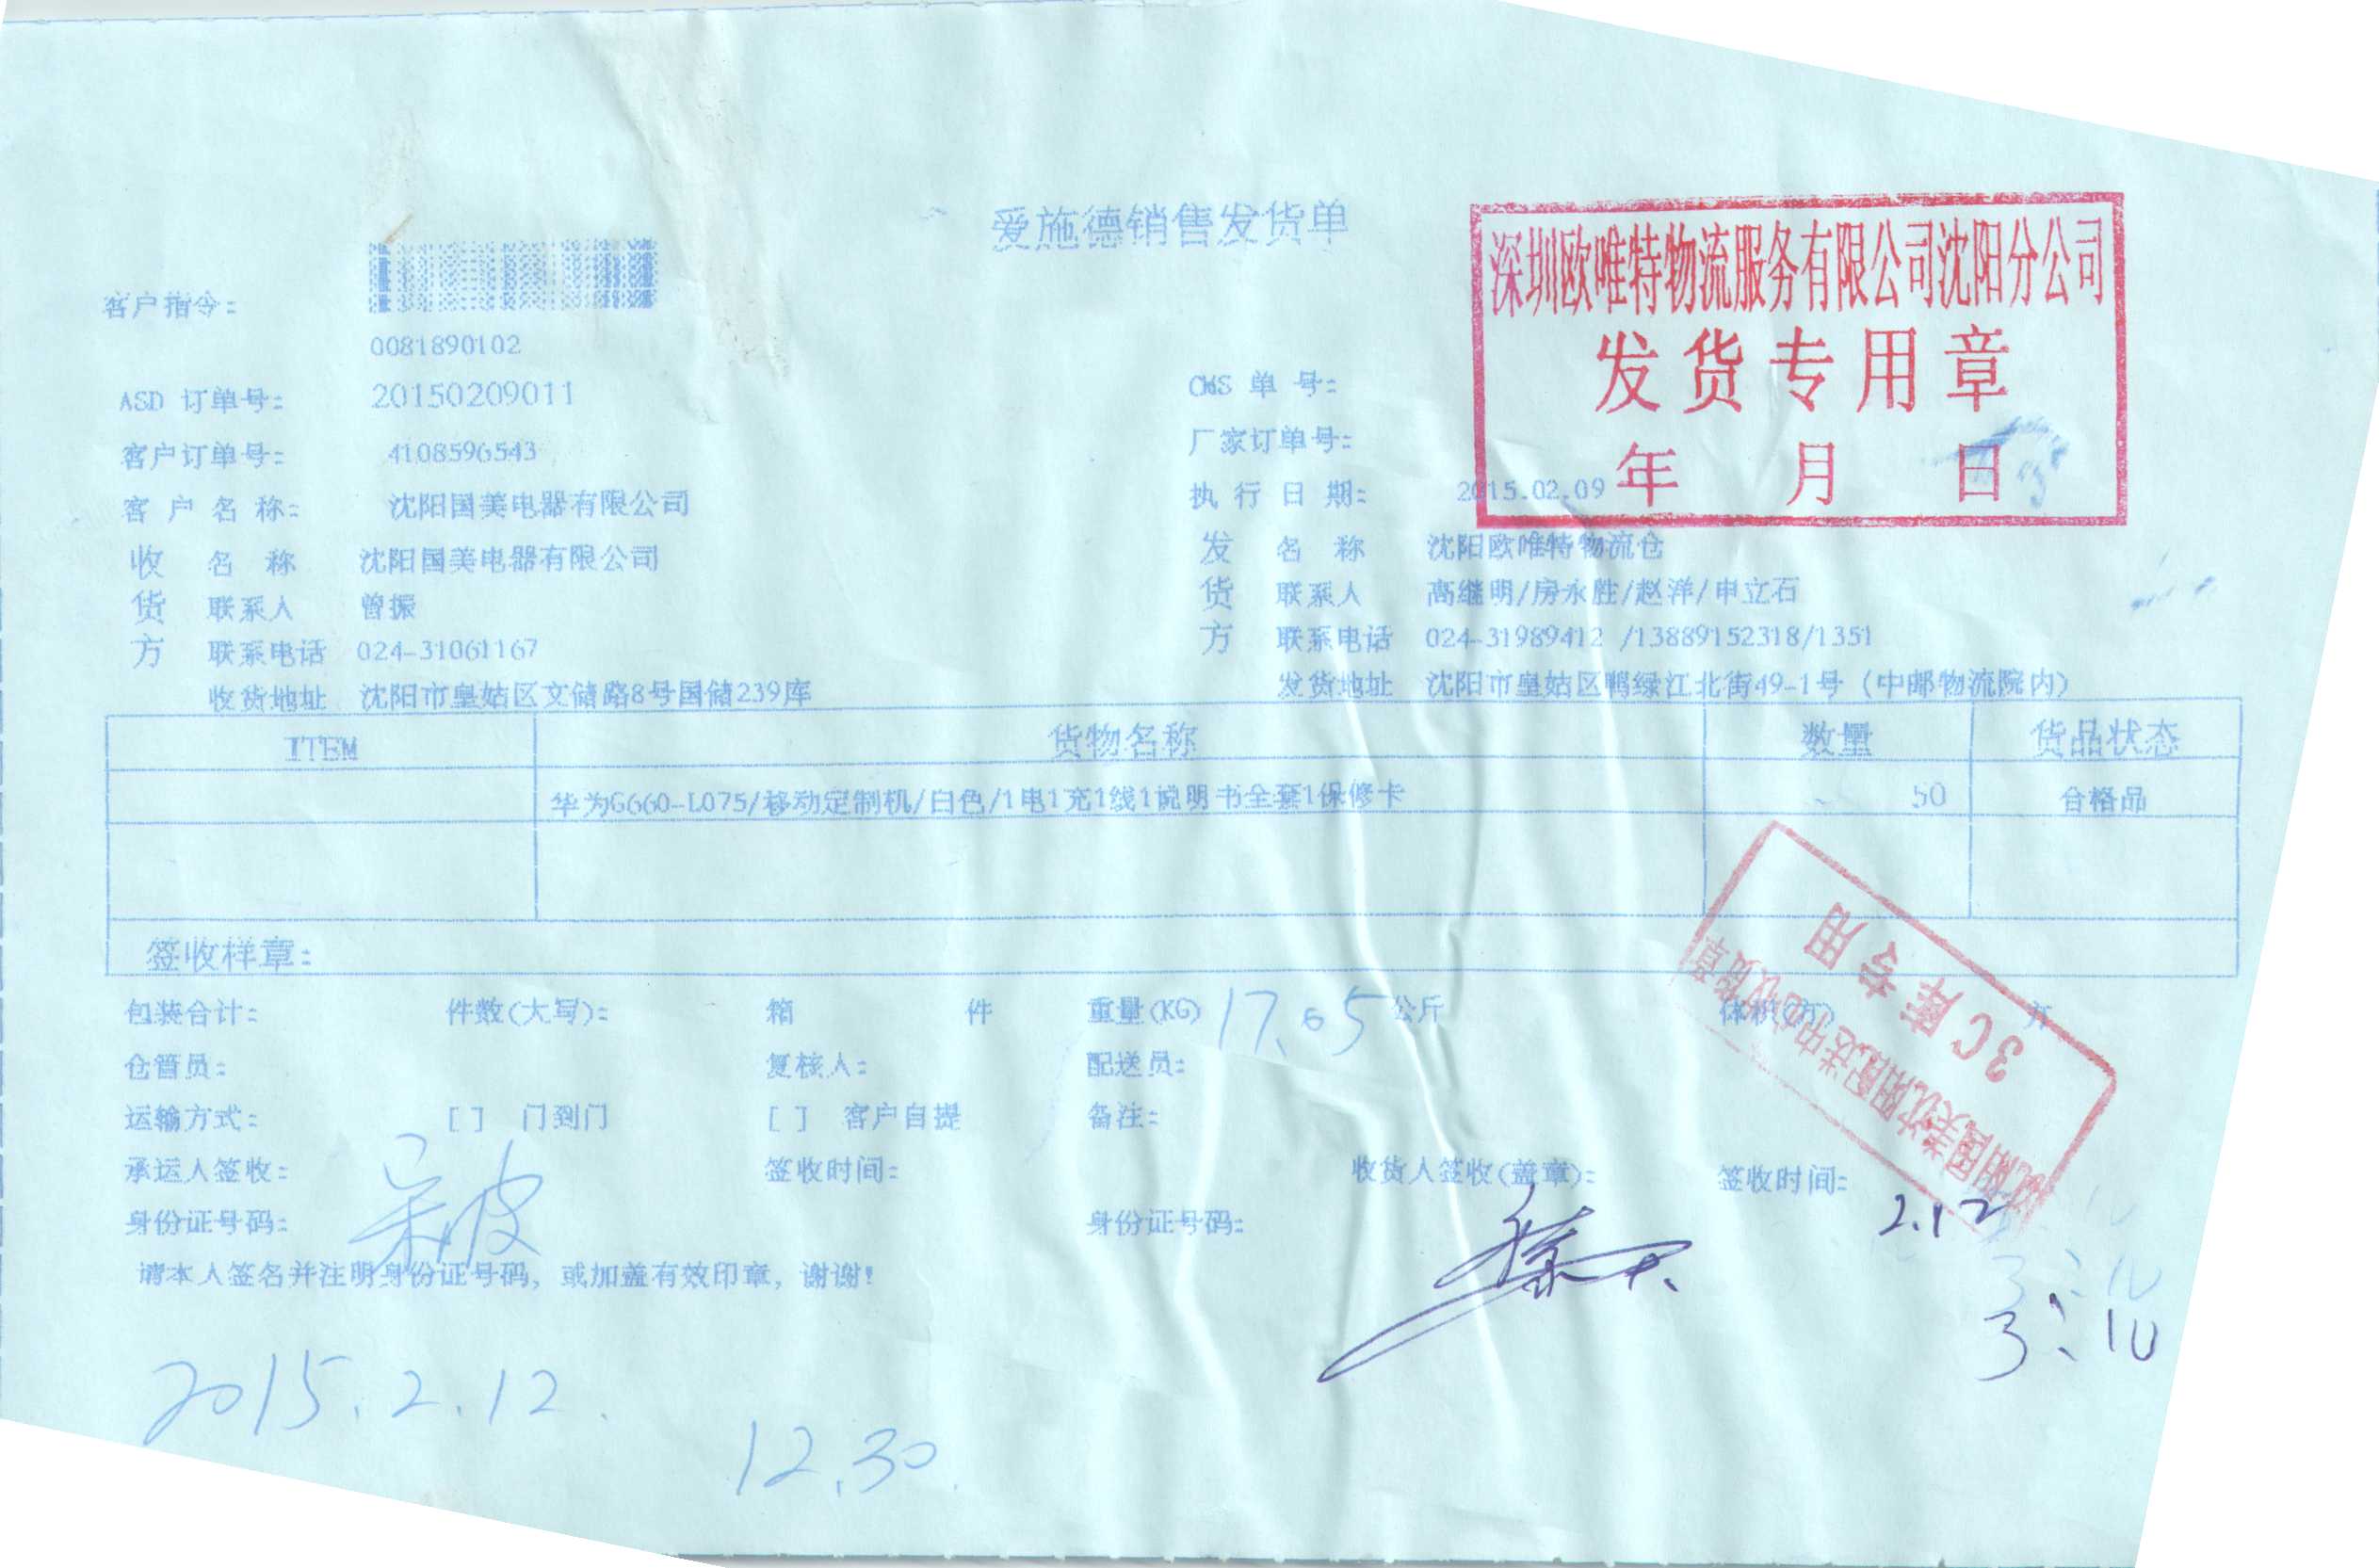 爱施德销售发货单
深圳欧唯特物流服务有限公司沈阳分公司
发货专用章
年 月 日
客户指令:
0081890102
ASD 订单号: 20150209011
CMS 单 号:
客户订单号: 4108596543
厂家订单号:
客 户 名 称: 沈阳国美电器有限公司
执 行 日 期: 2015.02.09
收 名 称 沈阳国美电器有限公司
发 名 称 沈阳欧唯特物流仓
货 联系人 曾振
货 联系人 高继明/房永胜/赵洋/申立石
方 联系电话 024-31061167
方 联系电话 024-31989412 /13889152318/1351
收货地址 沈阳市皇姑区文储路8号国储239库
发货地址 沈阳市皇姑区鸭绿江北街49-1号 (中邮物流院内)
ITEM 货物名称 数量 货品状态
华为G660-L075/移动定制机/白色/1电1充1线1说明书全套1保修卡 50 合格品
签收样章:
沈阳国美沈阳配送中心收货章
3C库专用
包装合计: 件数(大写): 箱 件 重量(KG) 17.05 公斤 体积(方) 方
仓管员: 复核人: 配送员:
运输方式: [ ] 门到门 [ ] 客户自提 备注:
承运人签收: 签收时间: 收货人签收(盖章): 签收时间: 2.12
身份证号码: 身份证号码:
请本人签名并注明身份证号码, 或加盖有效印章, 谢谢!
3:10
2015.2.12.
12.30